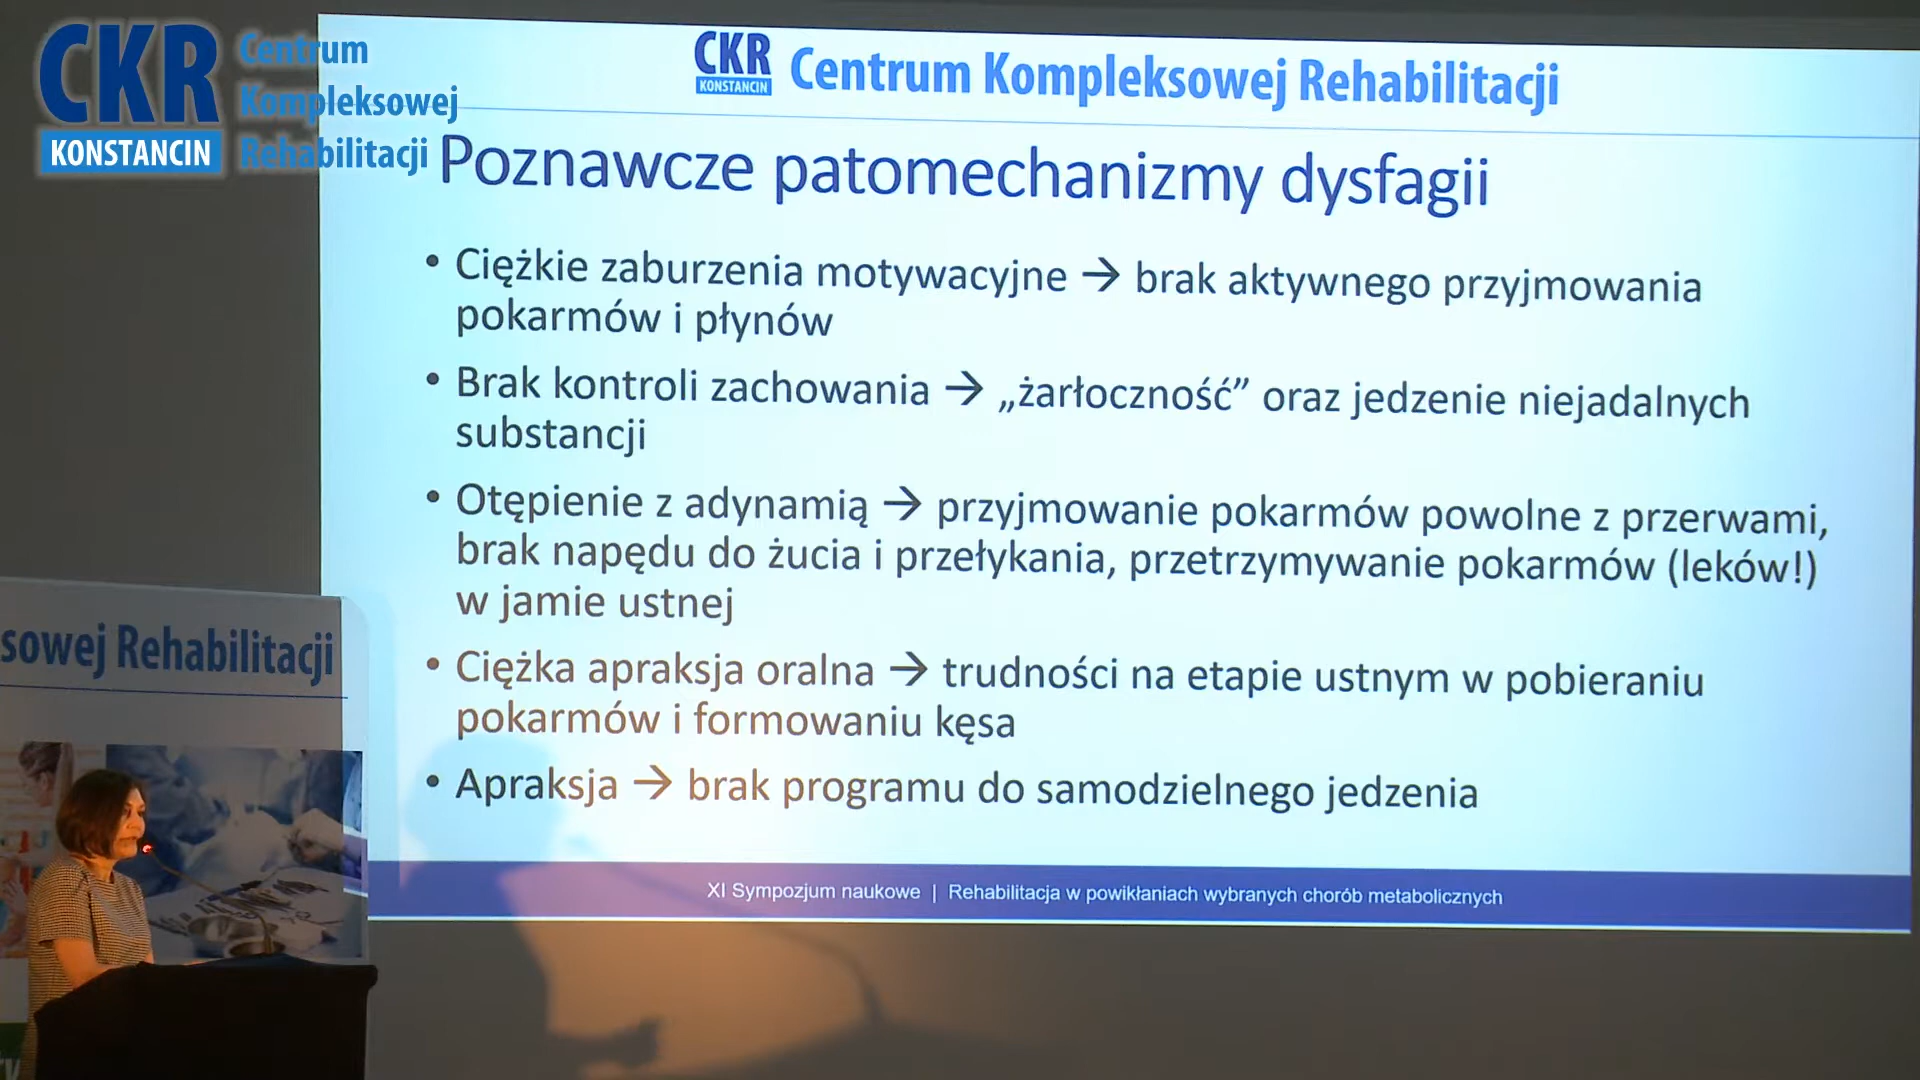 CKR
KONSTANCIN
Centrum
Kompleksowej
Rehabilitacji
CKR
KONSTANCIN
Centrum Kompleksowej Rehabilitacji
Poznawcze patomechanizmy dysfagii
• Ciężkie zaburzenia motywacyjne → brak aktywnego przyjmowania
pokarmów i płynów
• Brak kontroli zachowania → „żarłoczność” oraz jedzenie niejadalnych
substancji
• Otępienie z adynamią → przyjmowanie pokarmów powolne z przerwami,
brak napędu do żucia i przełykania, przetrzymywanie pokarmów (leków!)
w jamie ustnej
• Ciężka apraksja oralna → trudności na etapie ustnym w pobieraniu
pokarmów i formowaniu kęsa
• Apraksja → brak programu do samodzielnego jedzenia
XI Sympozjum naukowe | Rehabilitacja w powikłaniach wybranych chorób metabolicznych
sowej Rehabilitacji